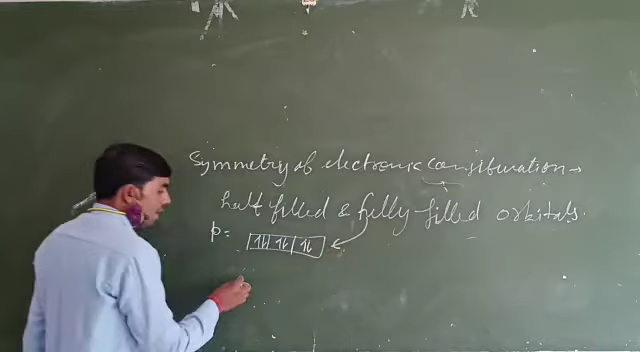 Symmetry of electronic configuration →
half filled & fully-filled orbitals.
p= ⥮ ⥮ ⥮ ←